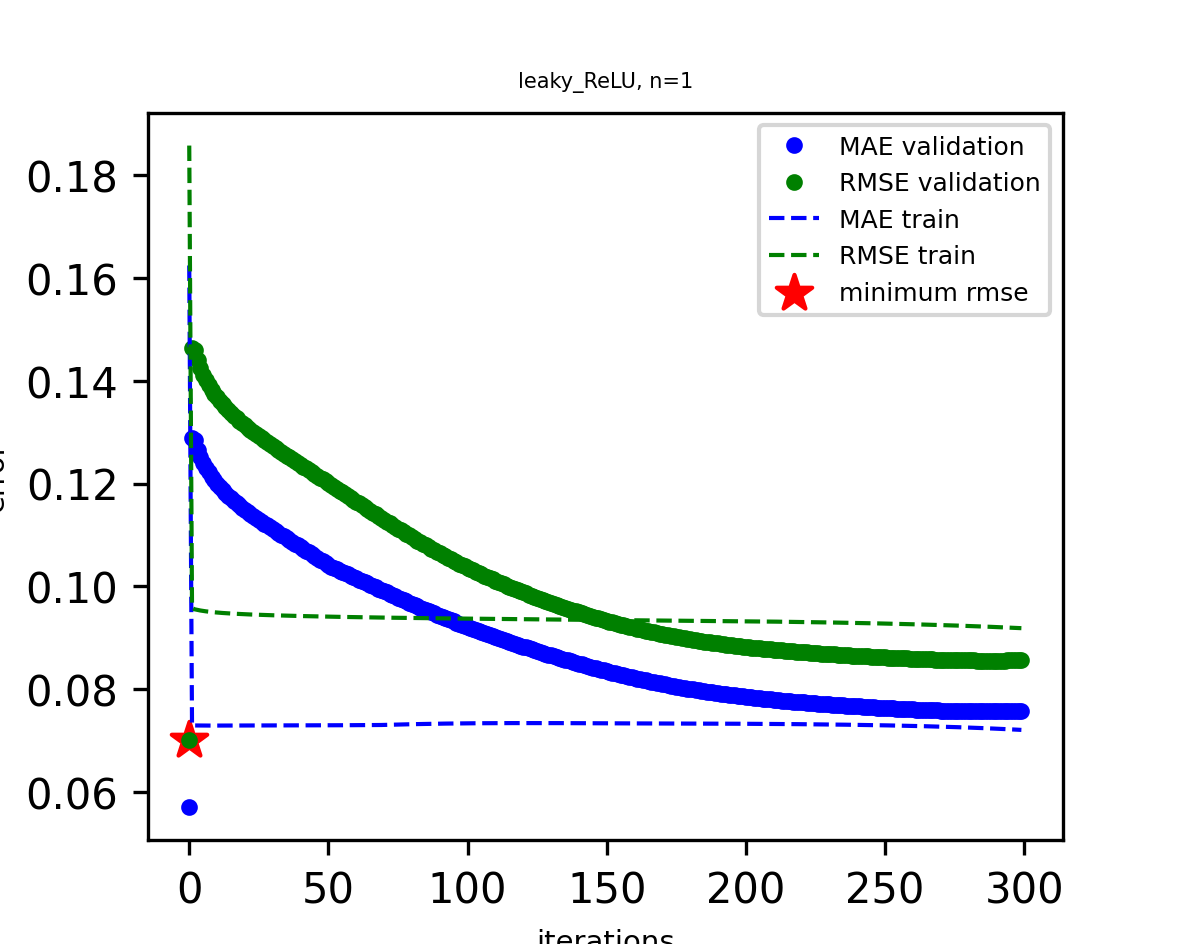 leaky_ReLU, n=1
0.18
0.16
0.14
0.12
0.10
0.08
0.06
MAE validation
RMSE validation
MAE train
RMSE train
minimum rmse
0 50 100 150 200 250 300
iterations